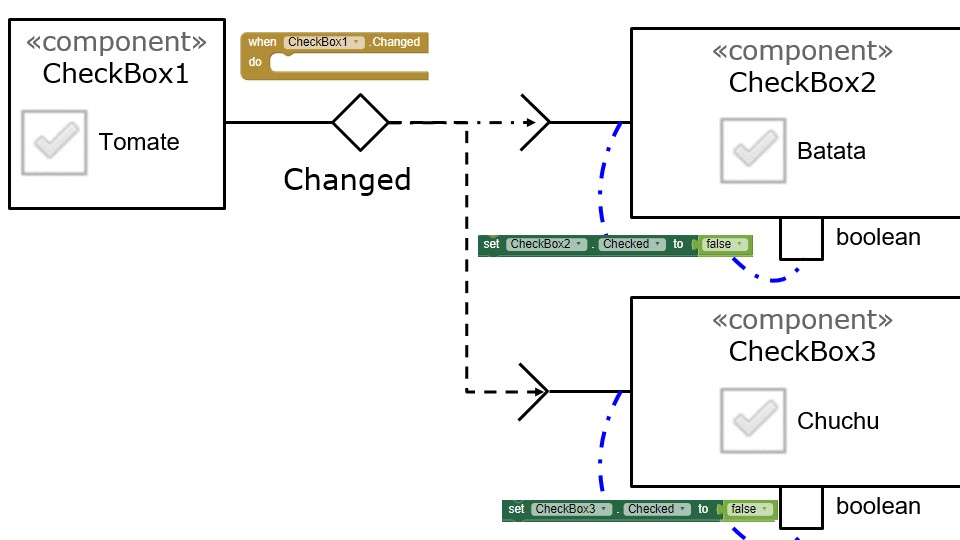 «component»
CheckBox1
Tomate
when CheckBox1 .Changed
do
Changed
«component»
CheckBox2
Batata
set CheckBox2 . Checked to false
boolean
«component»
CheckBox3
Chuchu
set CheckBox3 . Checked to false
boolean